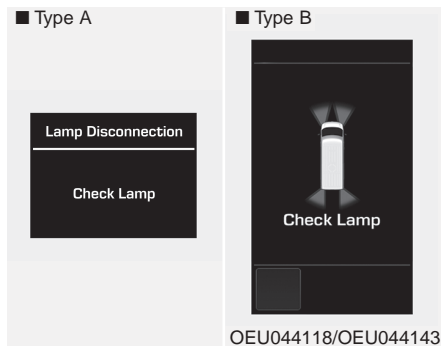 ■ Type A
Lamp Disconnection
Check Lamp
■ Type B
Check Lamp
OEU044118/OEU044143